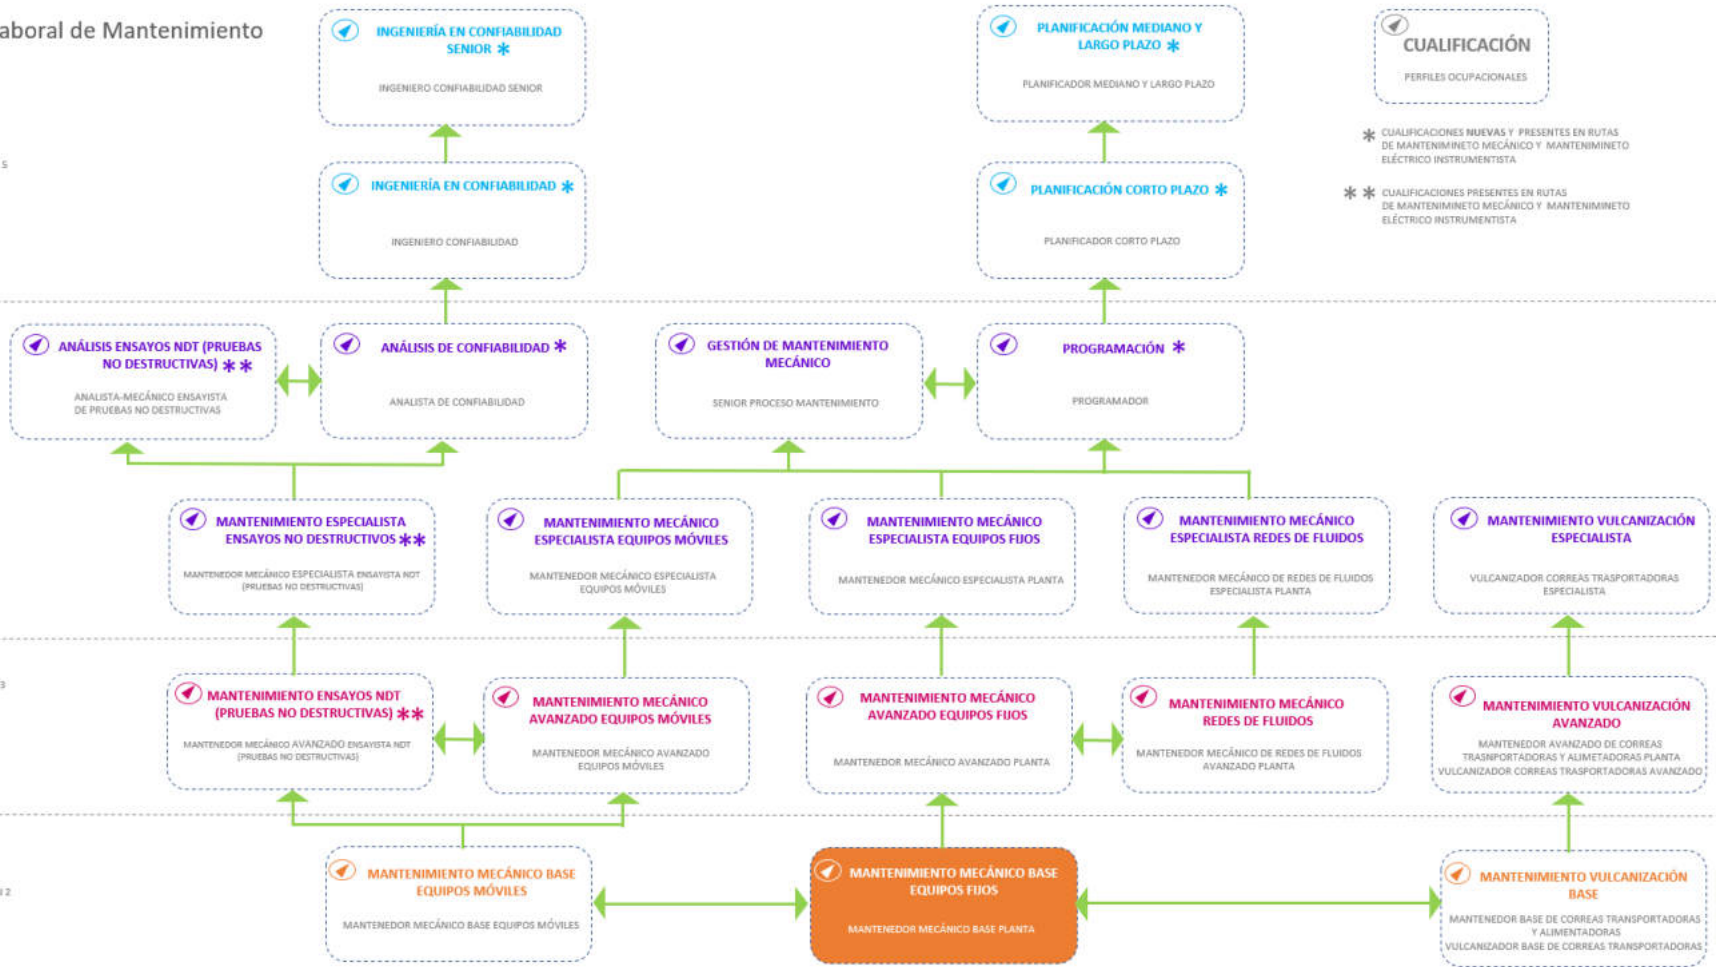 aboral de Mantenimiento
INGENIERÍA EN CONFIABILIDAD
SENIOR *
INGENIERO CONFIABILIDAD SENIOR
PLANIFICACIÓN MEDIANO Y
LARGO PLAZO *
PLANIFICADOR MEDIANO Y LARGO PLAZO
CUALIFICACIÓN
PERFILES OCUPACIONALES
* CUALIFICACIONES NUEVAS Y PRESENTES EN RUTAS
DE MANTENIMINETO MECÁNICO Y MANTENIMINETO
ELÉCTRICO INSTRUMENTISTA
* * CUALIFICACIONES PRESENTES EN RUTAS
DE MANTENIMINETO MECÁNICO Y MANTENIMINETO
ELÉCTRICO INSTRUMENTISTA
5
INGENIERÍA EN CONFIABILIDAD *
INGENIERO CONFIABILIDAD
PLANIFICACIÓN CORTO PLAZO *
PLANIFICADOR CORTO PLAZO
ANÁLISIS ENSAYOS NDT (PRUEBAS
NO DESTRUCTIVAS) * *
ANALISTA-MECÁNICO ENSAYISTA
DE PRUEBAS NO DESTRUCTIVAS
ANÁLISIS DE CONFIABILIDAD *
ANALISTA DE CONFIABILIDAD
GESTIÓN DE MANTENIMIENTO
MECÁNICO
SENIOR PROCESO MANTENIMIENTO
PROGRAMACIÓN *
PROGRAMADOR
MANTENIMIENTO ESPECIALISTA
ENSAYOS NO DESTRUCTIVOS **
MANTENEDOR MECÁNICO ESPECIALISTA ENSAYISTA NDT
(PRUEBAS NO DESTRUCTIVAS)
MANTENIMIENTO MECÁNICO
ESPECIALISTA EQUIPOS MÓVILES
MANTENEDOR MECÁNICO ESPECIALISTA
EQUIPOS MÓVILES
MANTENIMIENTO MECÁNICO
ESPECIALISTA EQUIPOS FIJOS
MANTENEDOR MECÁNICO ESPECIALISTA PLANTA
MANTENIMIENTO MECÁNICO
ESPECIALISTA REDES DE FLUIDOS
MANTENEDOR MECÁNICO DE REDES DE FLUIDOS
ESPECIALISTA PLANTA
MANTENIMIENTO VULCANIZACIÓN
ESPECIALISTA
VULCANIZADOR CORREAS TRASPORTADORAS
ESPECIALISTA
3
MANTENIMIENTO ENSAYOS NDT
(PRUEBAS NO DESTRUCTIVAS) **
MANTENEDOR MECÁNICO AVANZADO ENSAYISTA NDT
(PRUEBAS NO DESTRUCTIVAS)
MANTENIMIENTO MECÁNICO
AVANZADO EQUIPOS MÓVILES
MANTENEDOR MECÁNICO AVANZADO
EQUIPOS MÓVILES
MANTENIMIENTO MECÁNICO
AVANZADO EQUIPOS FIJOS
MANTENEDOR MECÁNICO AVANZADO PLANTA
MANTENIMIENTO MECÁNICO
REDES DE FLUIDOS
MANTENEDOR MECÁNICO DE REDES DE FLUIDOS
AVANZADO PLANTA
MANTENIMIENTO VULCANIZACIÓN
AVANZADO
MANTENEDOR AVANZADO DE CORREAS
TRASNPORTADORAS Y ALIMETADORAS PLANTA
VULCANIZADOR CORREAS TRASPORTADORAS AVANZADO
l 2
MANTENIMIENTO MECÁNICO BASE
EQUIPOS MÓVILES
MANTENEDOR MECÁNICO BASE EQUIPOS MÓVILES
MANTENIMIENTO MECÁNICO BASE
EQUIPOS FIJOS
MANTENEDOR MECÁNICO BASE PLANTA
MANTENIMIENTO VULCANIZACIÓN
BASE
MANTENEDOR BASE DE CORREAS TRANSPORTADORAS
Y ALIMENTADORAS
VULCANIZADOR BASE DE CORREAS TRANSPORTADORAS